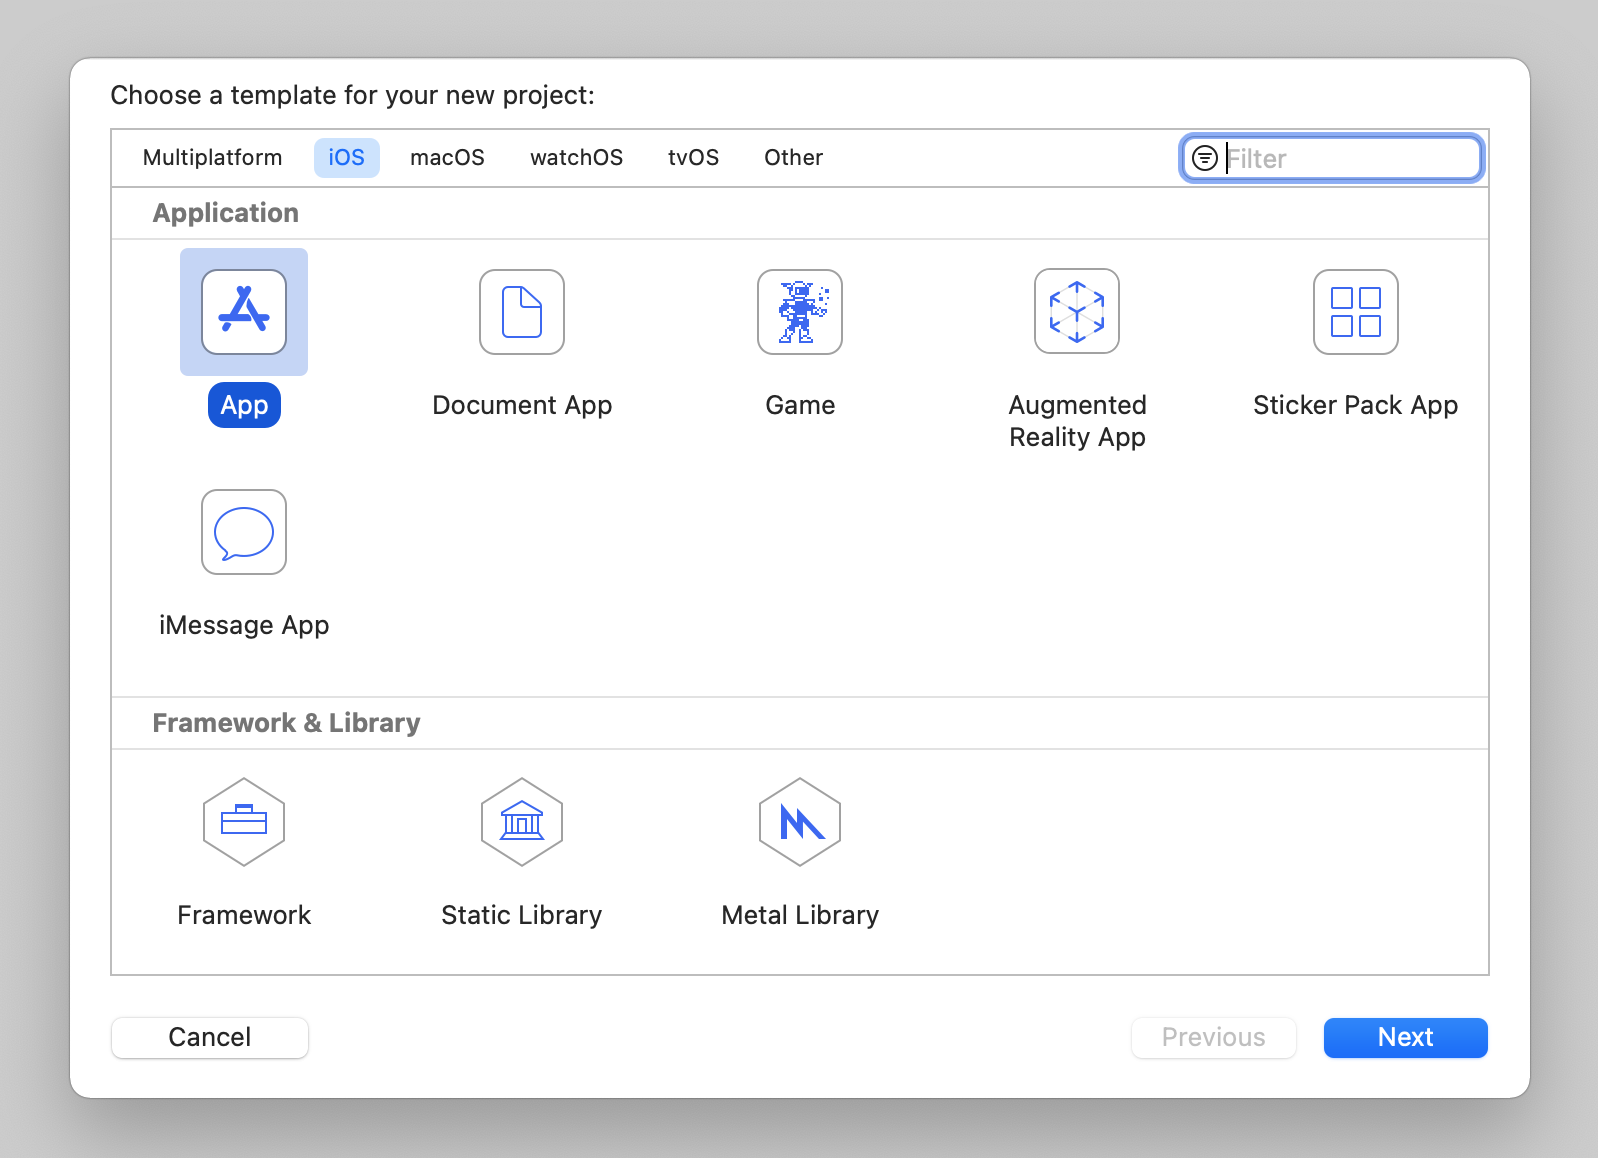 Choose a template for your new project:
Multiplatform iOS macOS watchOS tvOS Other Filter
Application
App Document App Game Augmented Reality App Sticker Pack App
iMessage App
Framework & Library
Framework Static Library Metal Library
Cancel Previous Next